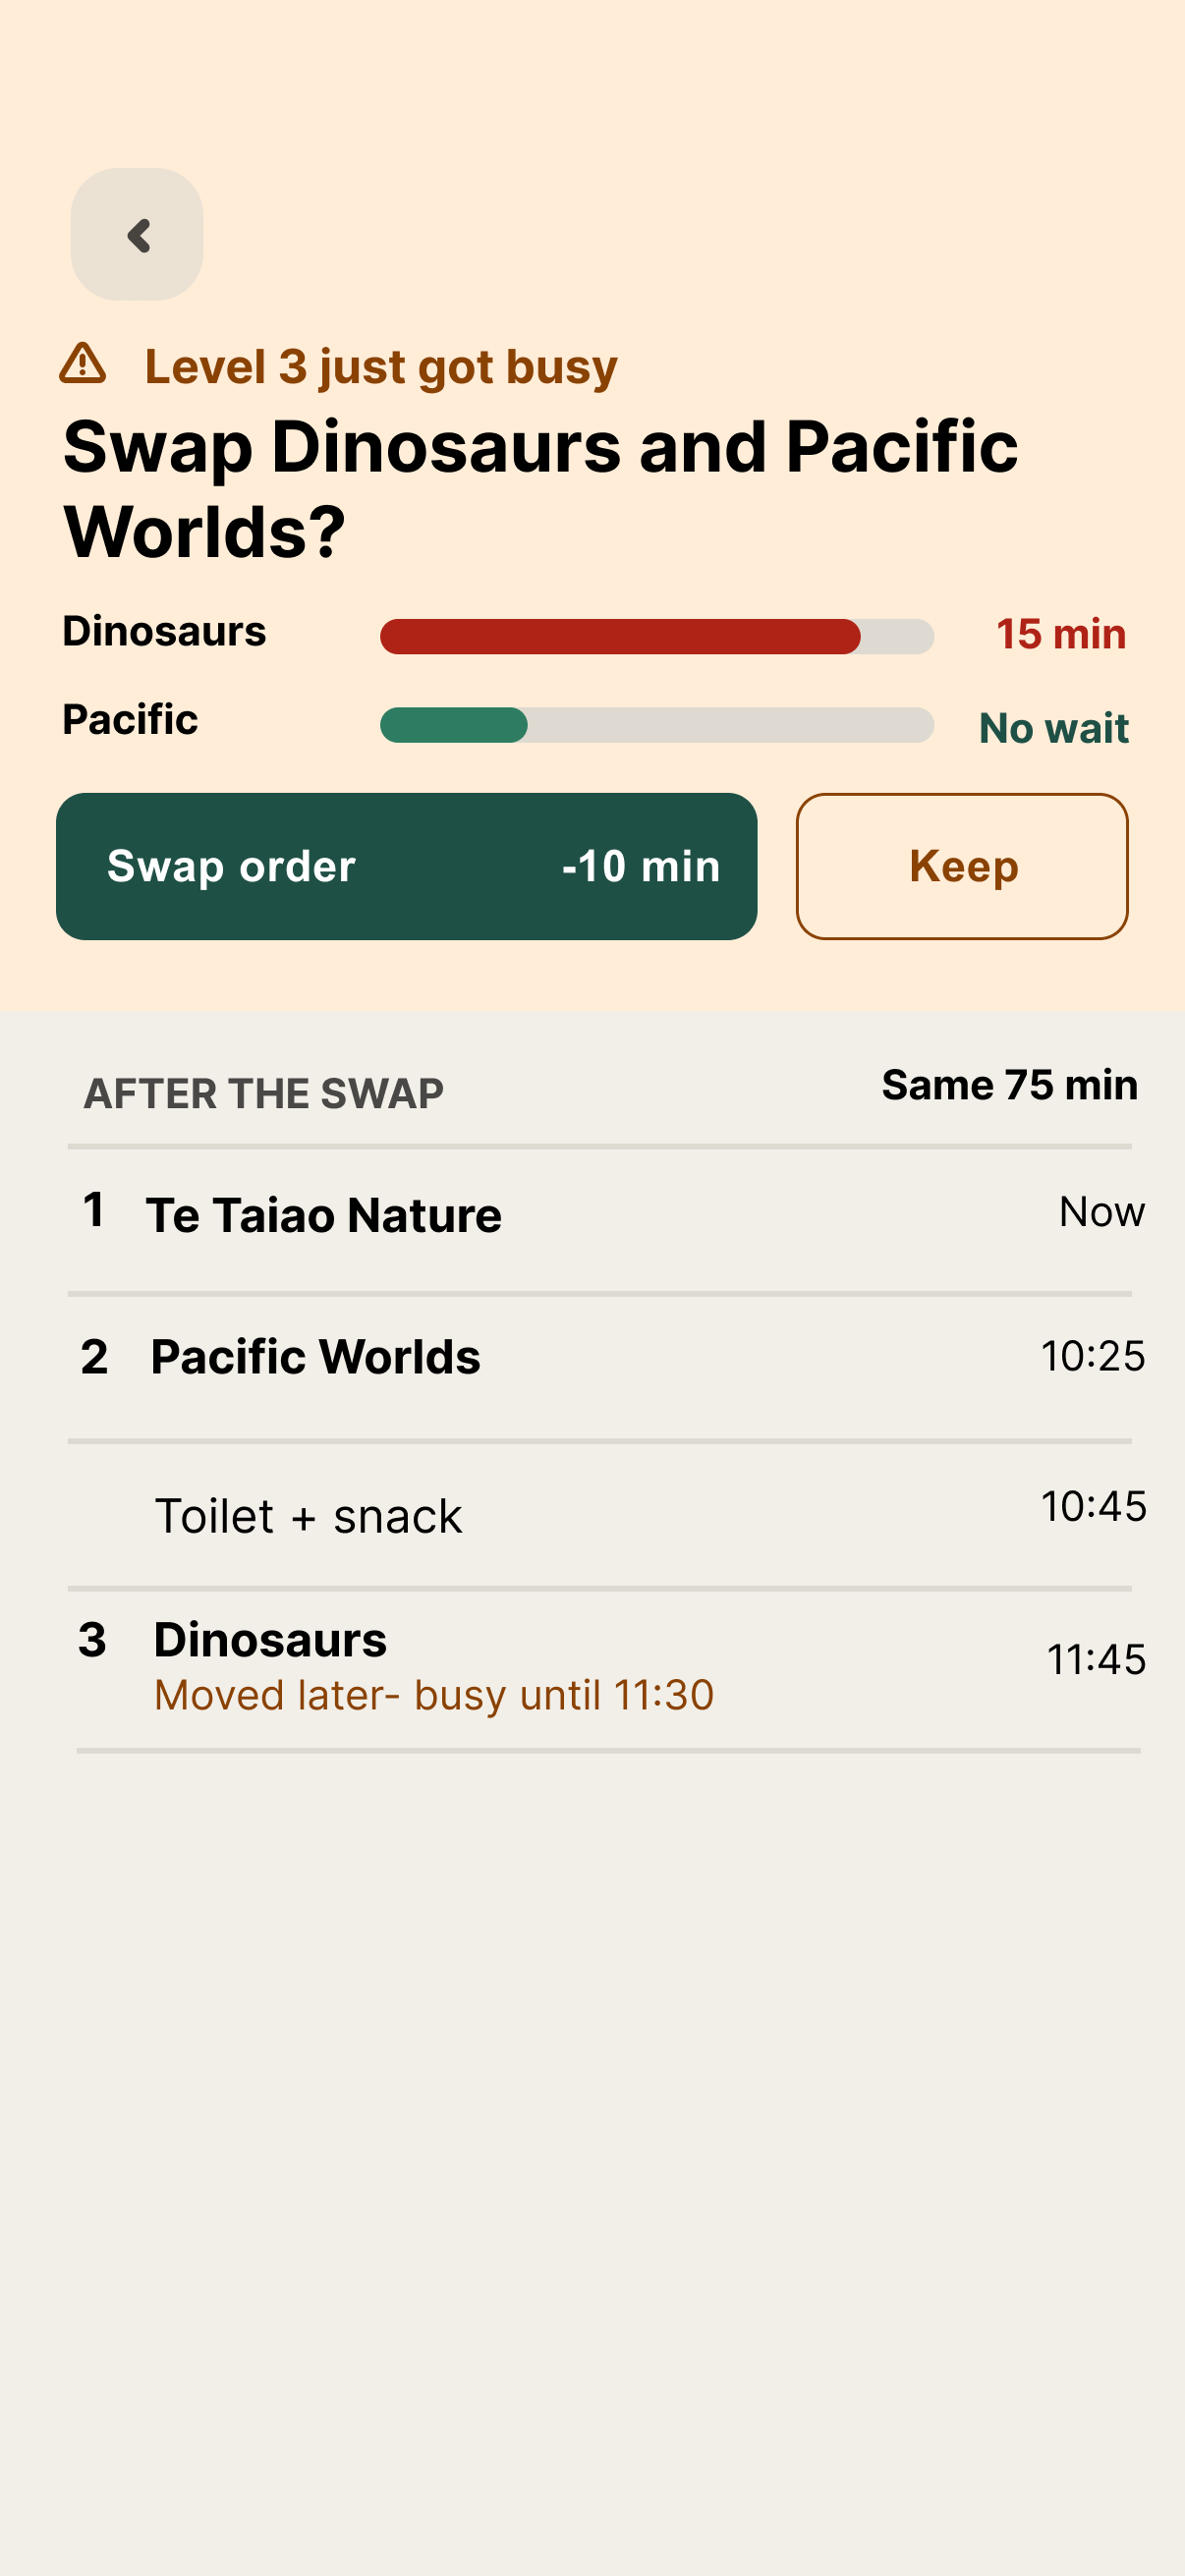 Level 3 just got busy
Swap Dinosaurs and Pacific
Worlds?
Dinosaurs 15 min
Pacific No wait
Swap order -10 min Keep
AFTER THE SWAP Same 75 min
1 Te Taiao Nature Now
2 Pacific Worlds 10:25
Toilet + snack 10:45
3 Dinosaurs 11:45
Moved later- busy until 11:30